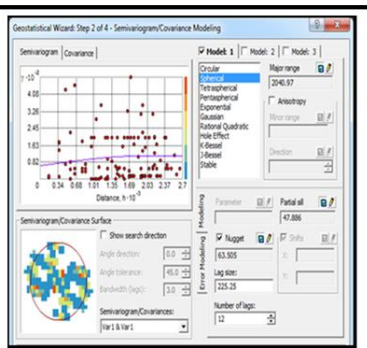 Geostatistical Wizard: Step 2 of 4 - Semivariogram/Covariance Modeling
Semivariogram Covariance
γ·10⁻⁴
4.08
3.26
2.45
1.63
0.82
0 0.34 0.68 1.01 1.35 1.69 2.03 2.37 2.7
Distance, h·10⁻³
Model: 1 Model: 2 Model: 3
Circular
Spherical
Tetraspherical
Pentaspherical
Exponential
Gaussian
Rational Quadratic
Hole Effect
K-Bessel
J-Bessel
Stable
Major range
2040.97
Anisotropy
Minor range
Direction
Semivariogram/Covariance Surface
Show search direction
Angle direction: 0.0
Angle tolerance: 45.0
Bandwidth (lags): 3.0
Semivariogram/Covariances:
Var1 & Var1
Modeling
Error Modeling
Parameter
Partial sill
47.886
Nugget
63.505
Shifts
X:
Y:
Lag size:
225.25
Number of lags:
12